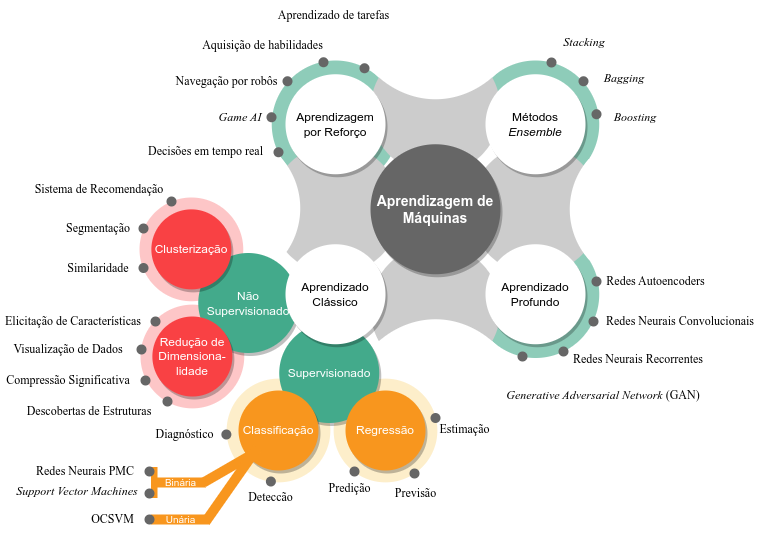 Aprendizado de tarefas
Aquisição de habilidades
Navegação por robôs
Game AI
Decisões em tempo real
Aprendizagem
por Reforço
Stacking
Bagging
Boosting
Métodos
Ensemble
Aprendizagem de
Máquinas
Sistema de Recomendação
Segmentação
Similaridade
Clusterização
Não
Supervisionado
Aprendizado
Clássico
Aprendizado
Profundo
Redes Autoencoders
Redes Neurais Convolucionais
Redes Neurais Recorrentes
Generative Adversarial Network (GAN)
Elicitação de Características
Visualização de Dados
Compressão Significativa
Descobertas de Estruturas
Redução de
Dimensiona-
lidade
Supervisionado
Classificação
Regressão
Diagnóstico
Deteccão
Estimação
Predição
Previsão
Redes Neurais PMC
Support Vector Machines
Binária
OCSVM
Unária